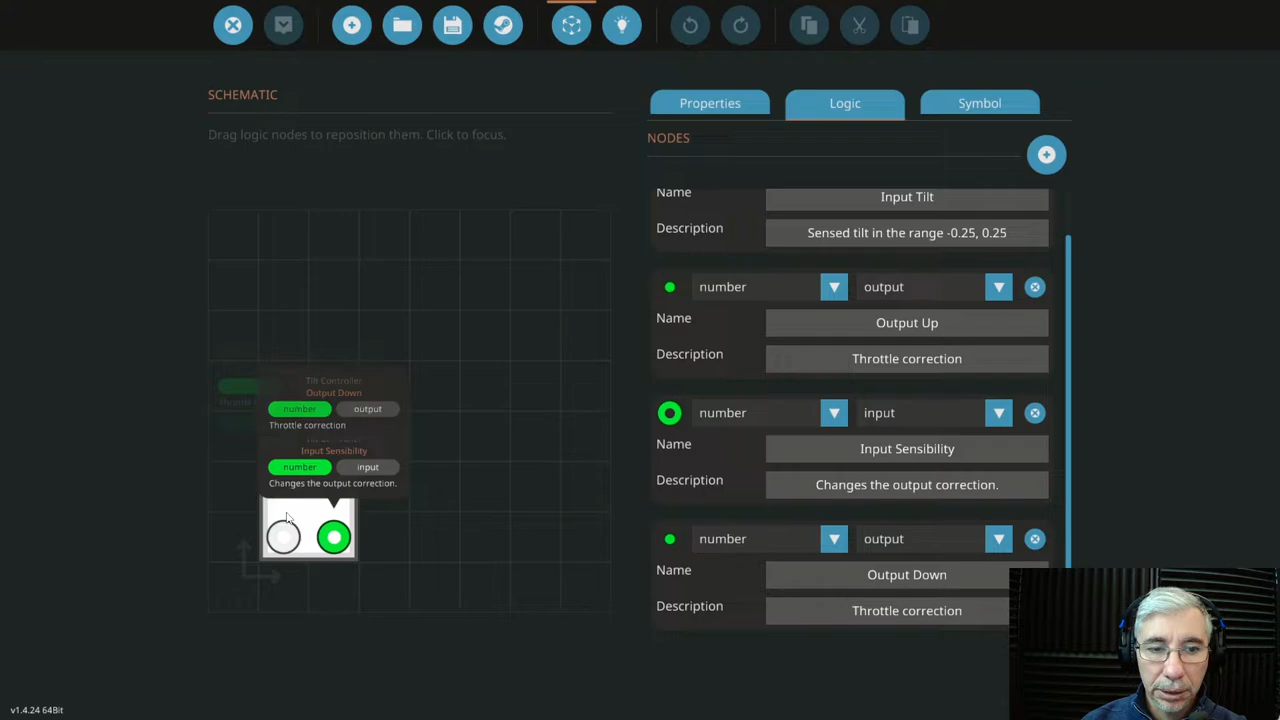 SCHEMATIC
Drag logic nodes to reposition them. Click to focus.
Tilt Controller
Output Down
number output
Throttle correction
Input Sensibility
number input
Changes the output correction.
Properties Logic Symbol
NODES
Name Input Tilt
Description Sensed tilt in the range -0.25, 0.25
number output
Name Output Up
Description Throttle correction
number input
Name Input Sensibility
Description Changes the output correction.
number output
Name Output Down
Description Throttle correction
v1.4.24 64Bit